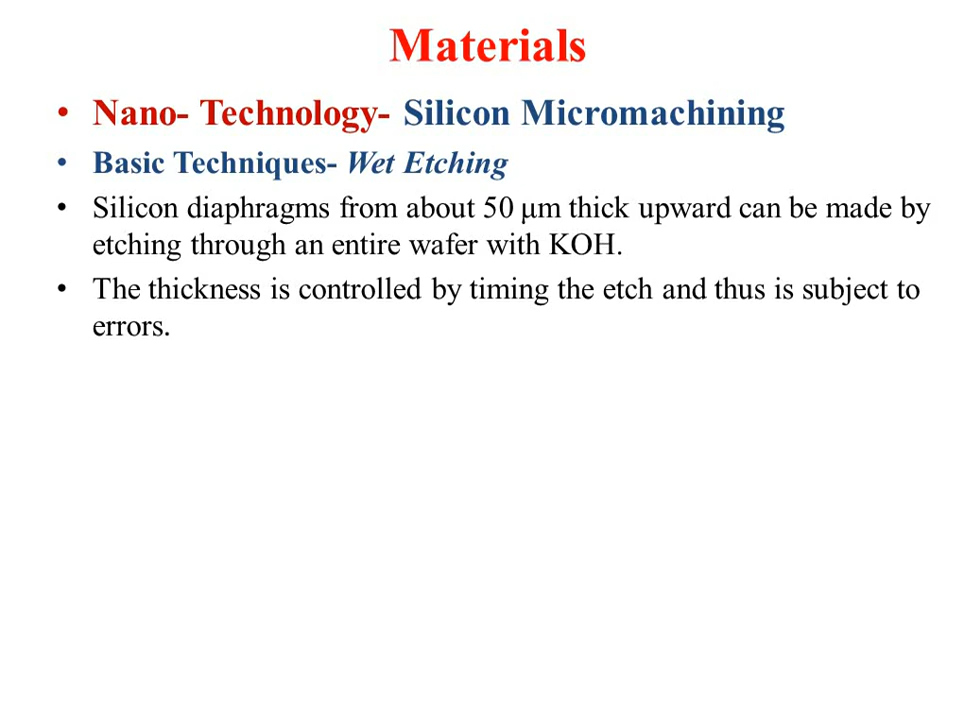 Materials
• Nano- Technology- Silicon Micromachining
• Basic Techniques- Wet Etching
• Silicon diaphragms from about 50 μm thick upward can be made by
etching through an entire wafer with KOH.
• The thickness is controlled by timing the etch and thus is subject to
errors.